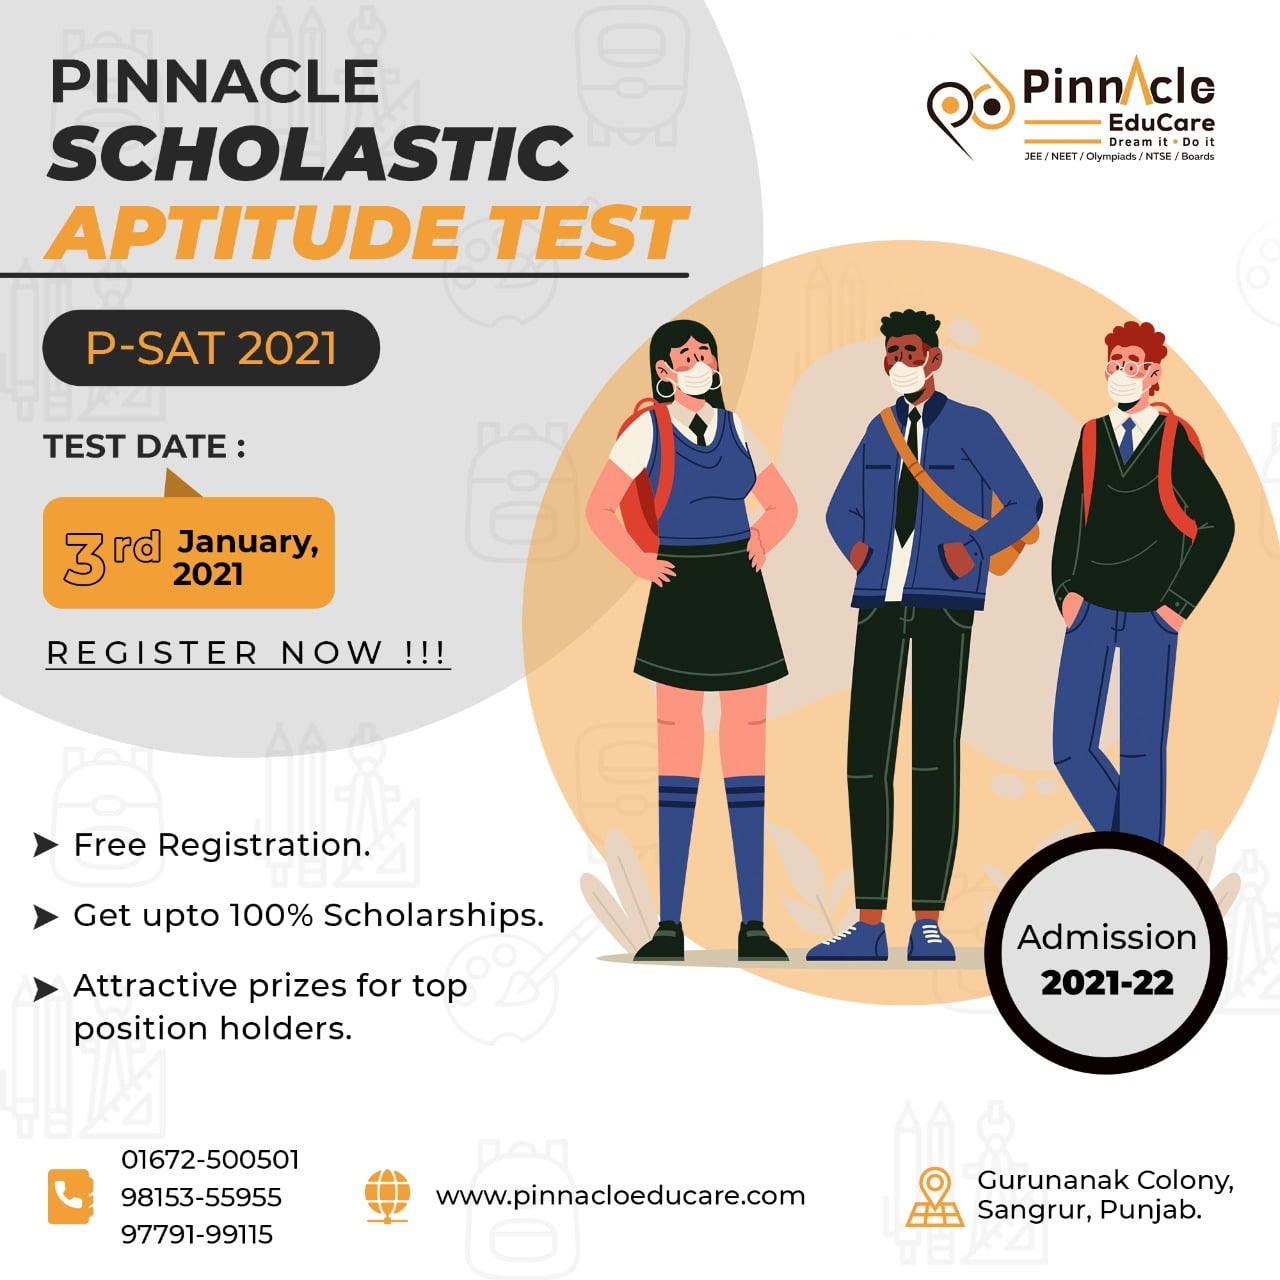 PINNACLE
SCHOLASTIC
APTITUDE TEST
PinnAcle
EduCare
Dream it • Do it
JEE / NEET / Olympiads / NTSE / Boards
P-SAT 2021
TEST DATE :
3rd January,
2021
REGISTER NOW !!!
➤ Free Registration.
➤ Get upto 100% Scholarships.
➤ Attractive prizes for top
position holders.
Admission
2021-22
01672-500501
98153-55955
97791-99115
www.pinnacloeducare.com
Gurunanak Colony,
Sangrur, Punjab.